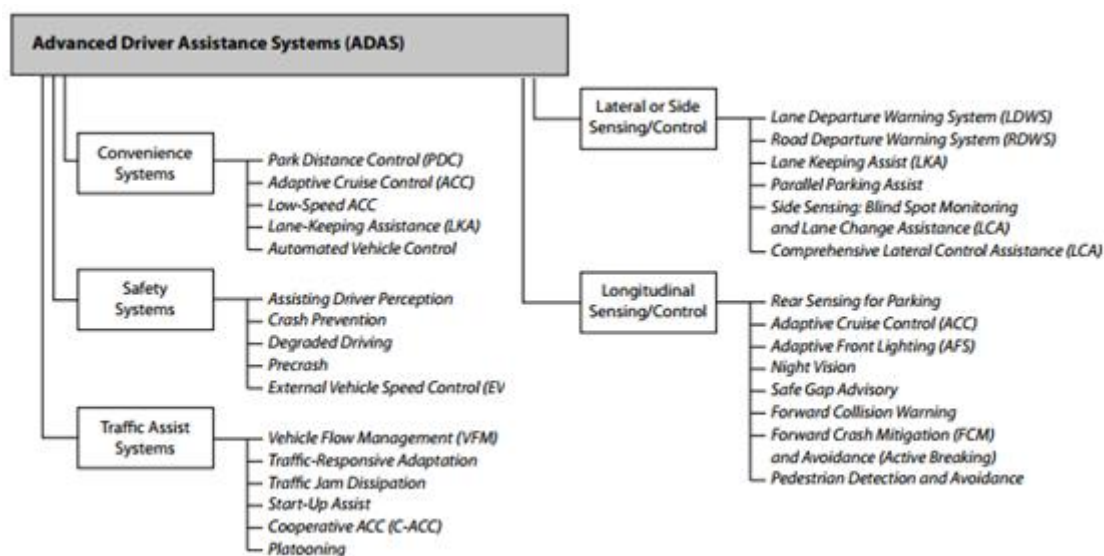 Advanced Driver Assistance Systems (ADAS)
Convenience
Systems
Park Distance Control (PDC)
Adaptive Cruise Control (ACC)
Low-Speed ACC
Lane-Keeping Assistance (LKA)
Automated Vehicle Control
Safety
Systems
Assisting Driver Perception
Crash Prevention
Degraded Driving
Precrash
External Vehicle Speed Control (EV
Traffic Assist
Systems
Vehicle Flow Management (VFM)
Traffic-Responsive Adaptation
Traffic Jam Dissipation
Start-Up Assist
Cooperative ACC (C-ACC)
Platooning
Lateral or Side
Sensing/Control
Lane Departure Warning System (LDWS)
Road Departure Warning System (RDWS)
Lane Keeping Assist (LKA)
Parallel Parking Assist
Side Sensing: Blind Spot Monitoring
and Lane Change Assistance (LCA)
Comprehensive Lateral Control Assistance (LCA)
Longitudinal
Sensing/Control
Rear Sensing for Parking
Adaptive Cruise Control (ACC)
Adaptive Front Lighting (AFS)
Night Vision
Safe Gap Advisory
Forward Collision Warning
Forward Crash Mitigation (FCM)
and Avoidance (Active Breaking)
Pedestrian Detection and Avoidance